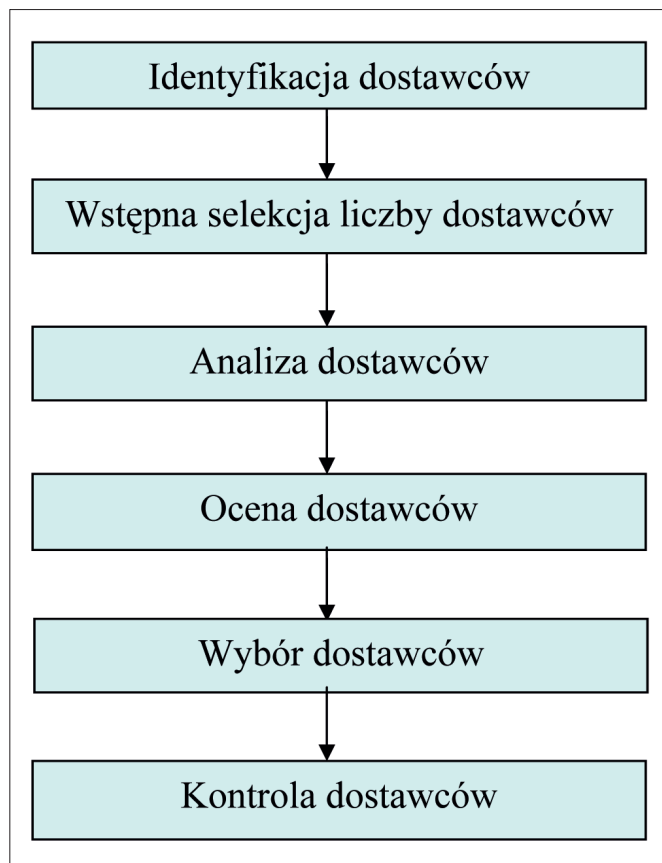 Identyfikacja dostawców
Wstępna selekcja liczby dostawców
Analiza dostawców
Ocena dostawców
Wybór dostawców
Kontrola dostawców